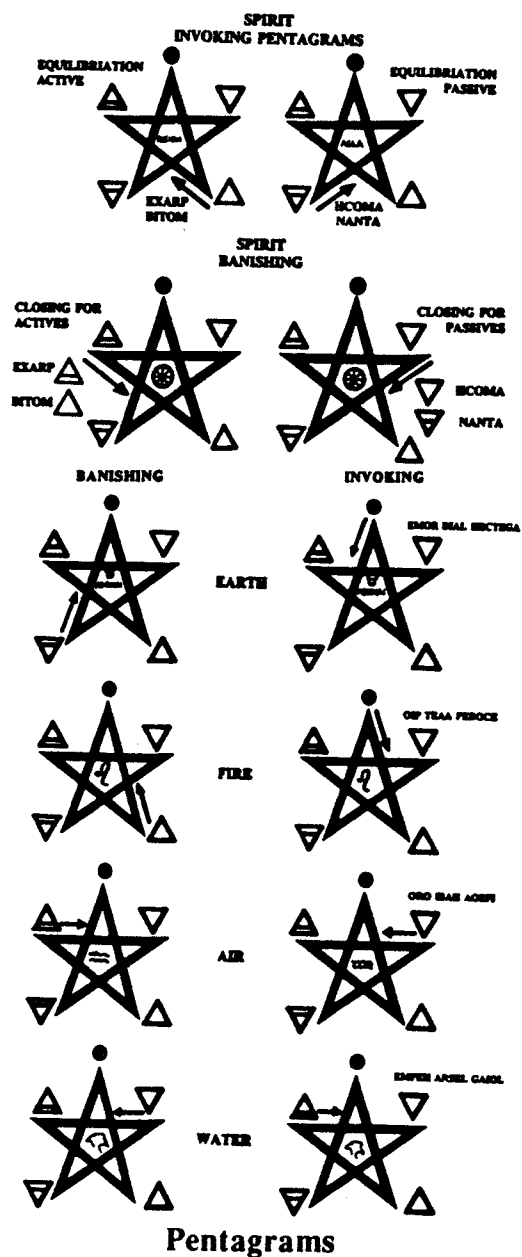 SPIRIT
INVOKING PENTAGRAMS
EQUILIBRIATION
ACTIVE
EQUILIBRIATION
PASSIVE
EXARP
BITOM
HCOMA
NANTA
SPIRIT
BANISHING
CLOSING FOR
ACTIVES
CLOSING FOR
PASSIVES
EXARP
BITOM
HCOMA
NANTA
BANISHING
INVOKING
EMOR DIAL HECTEGA
EARTH
OIP TEAA PEDOCE
FIRE
ORO IBAH AOZPI
AIR
EMPEH ARSEL GAIOL
WATER
Pentagrams